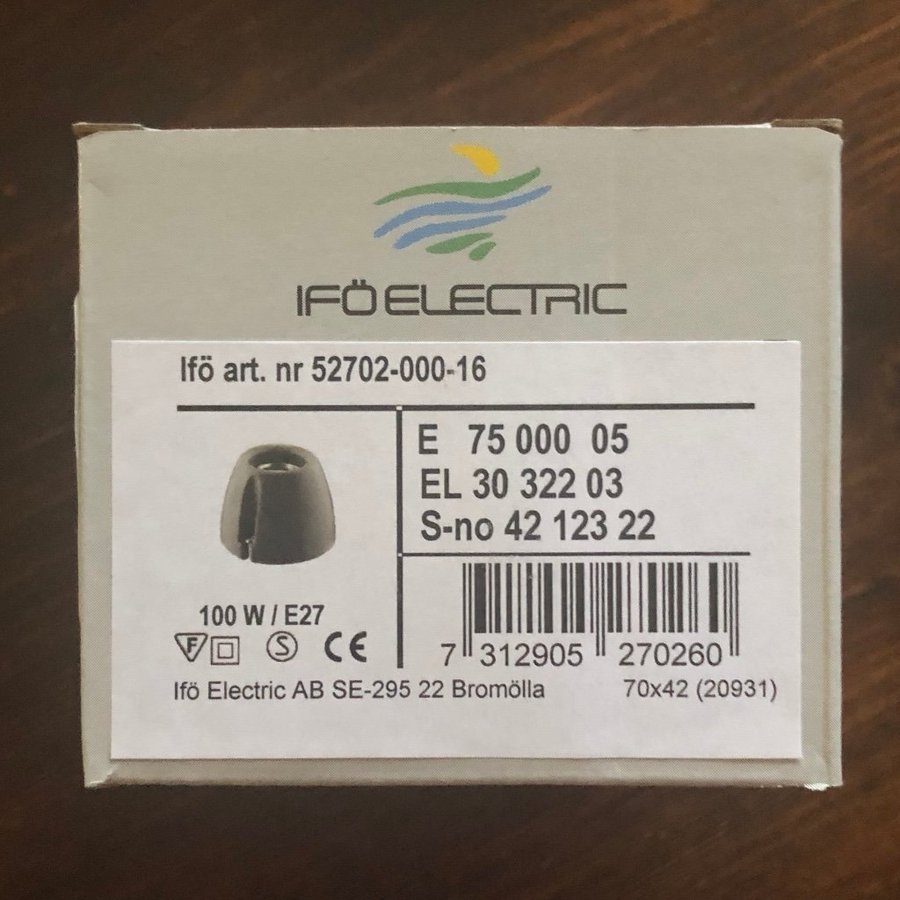 IFÖ ELECTRIC
Ifö art. nr 52702-000-16
E 75 000 05
EL 30 322 03
S-no 42 123 22
100 W / E27
F S CE
7 312905 270260
Ifö Electric AB SE-295 22 Bromölla 70x42 (20931)